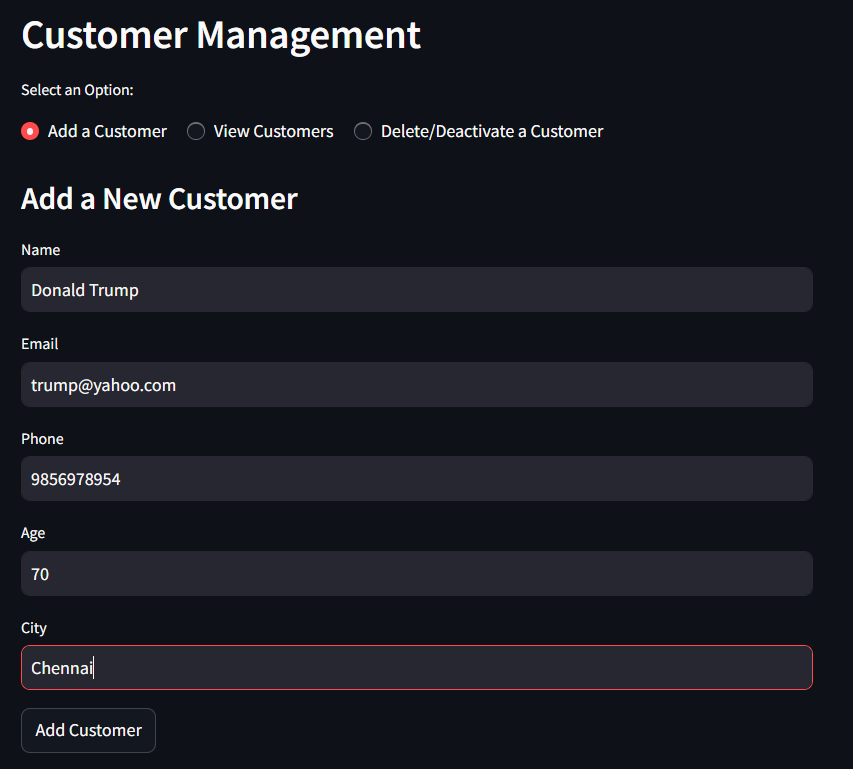 Customer Management
Select an Option:
Add a Customer View Customers Delete/Deactivate a Customer
Add a New Customer
Name
Donald Trump
Email
trump@yahoo.com
Phone
9856978954
Age
70
City
Chennai
Add Customer